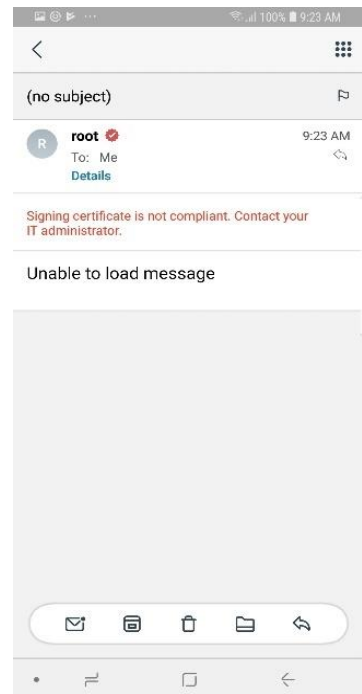 100% 9:23 AM
(no subject)
R
root
9:23 AM
To: Me
Details
Signing certificate is not compliant. Contact your
IT administrator.
Unable to load message